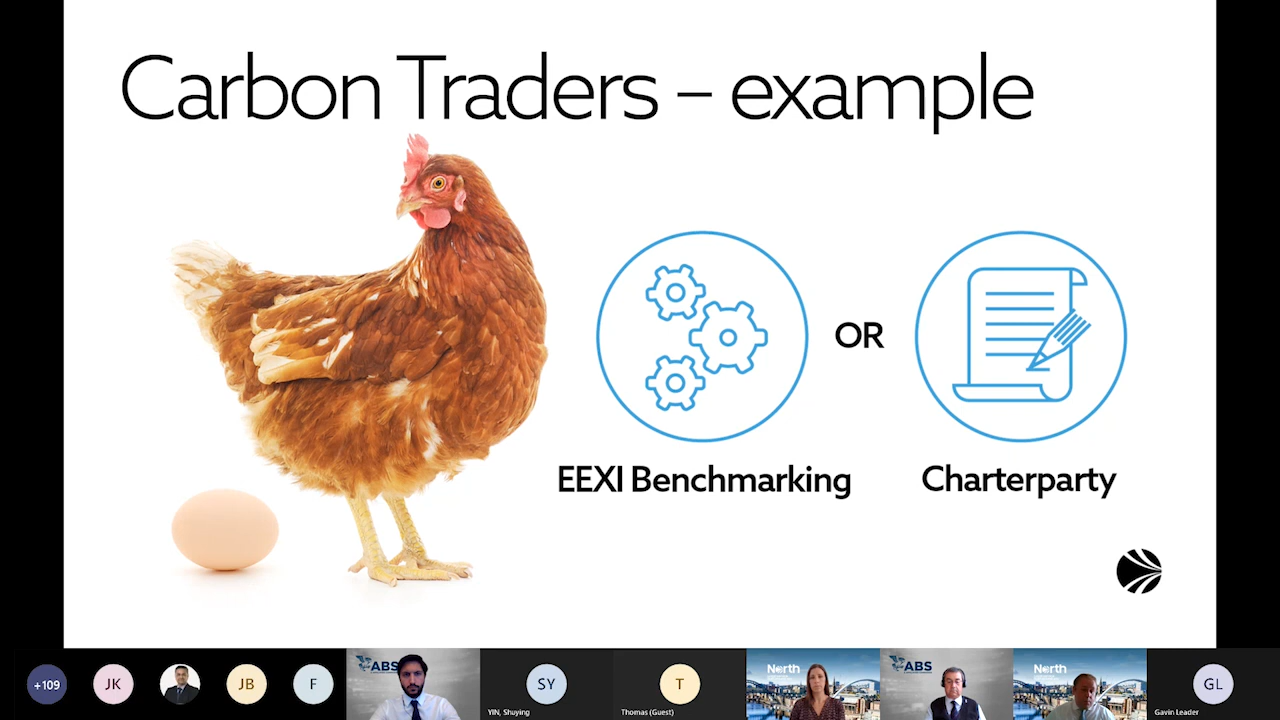 Carbon Traders – example
OR
EEXI Benchmarking
Charterparty
+109
JK
JB
F
ABS
SY
YIN, Shuying
T
Thomas (Guest)
North
ABS
North
GL
Gavin Leader